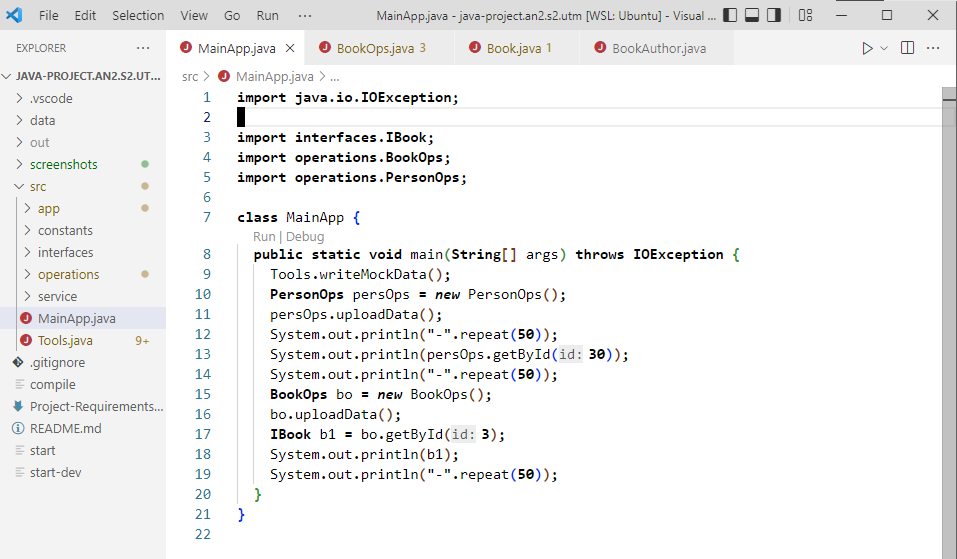 File Edit Selection View Go Run ··· MainApp.java - java-project.an2.s2.utm [WSL: Ubuntu] - Visual ...
EXPLORER ···
MainApp.java BookOps.java 3 Book.java 1 BookAuthor.java
JAVA-PROJECT.AN2.S2.UT...
.vscode
data
out
screenshots
src
app
constants
interfaces
operations
service
MainApp.java
Tools.java 9+
.gitignore
compile
Project-Requirements...
README.md
start
start-dev
src > MainApp.java > ...
1 import java.io.IOException;
2
3 import interfaces.IBook;
4 import operations.BookOps;
5 import operations.PersonOps;
6
7 class MainApp {
Run | Debug
8 public static void main(String[] args) throws IOException {
9 Tools.writeMockData();
10 PersonOps persOps = new PersonOps();
11 persOps.uploadData();
12 System.out.println("-".repeat(50));
13 System.out.println(persOps.getById(id: 30));
14 System.out.println("-".repeat(50));
15 BookOps bo = new BookOps();
16 bo.uploadData();
17 IBook b1 = bo.getById(id: 3);
18 System.out.println(b1);
19 System.out.println("-".repeat(50));
20 }
21 }
22